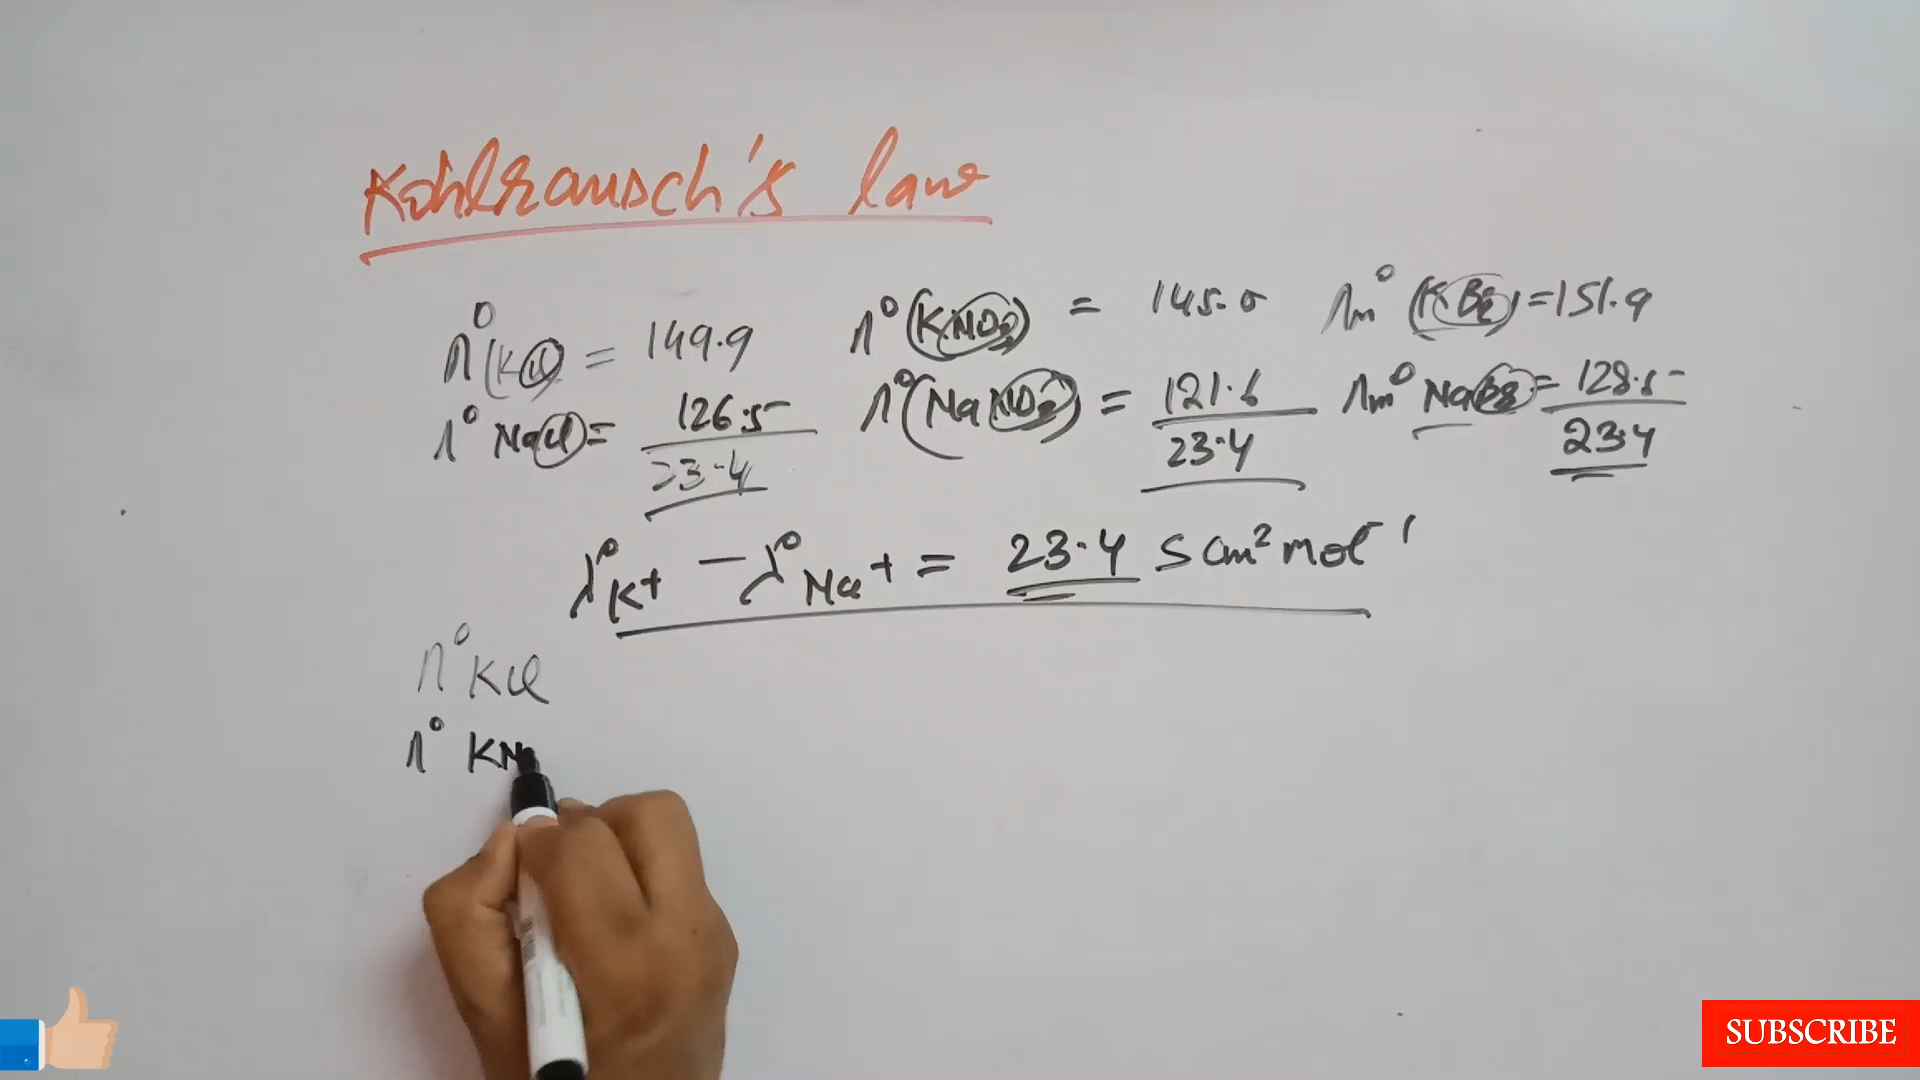 Kohlrausch's law
Λ°(KCl) = 149.9
Λ° NaCl = 126.5
23.4
Λ°(KNO₃) = 145.0
Λ°(NaNO₃) = 121.6
23.4
Λm°(KBr) = 151.9
Λm° NaBr = 128.5
23.4
λ°K+ - λ°Na+ = 23.4 S cm² mol⁻¹
Λ° KCl
Λ° KN
SUBSCRIBE